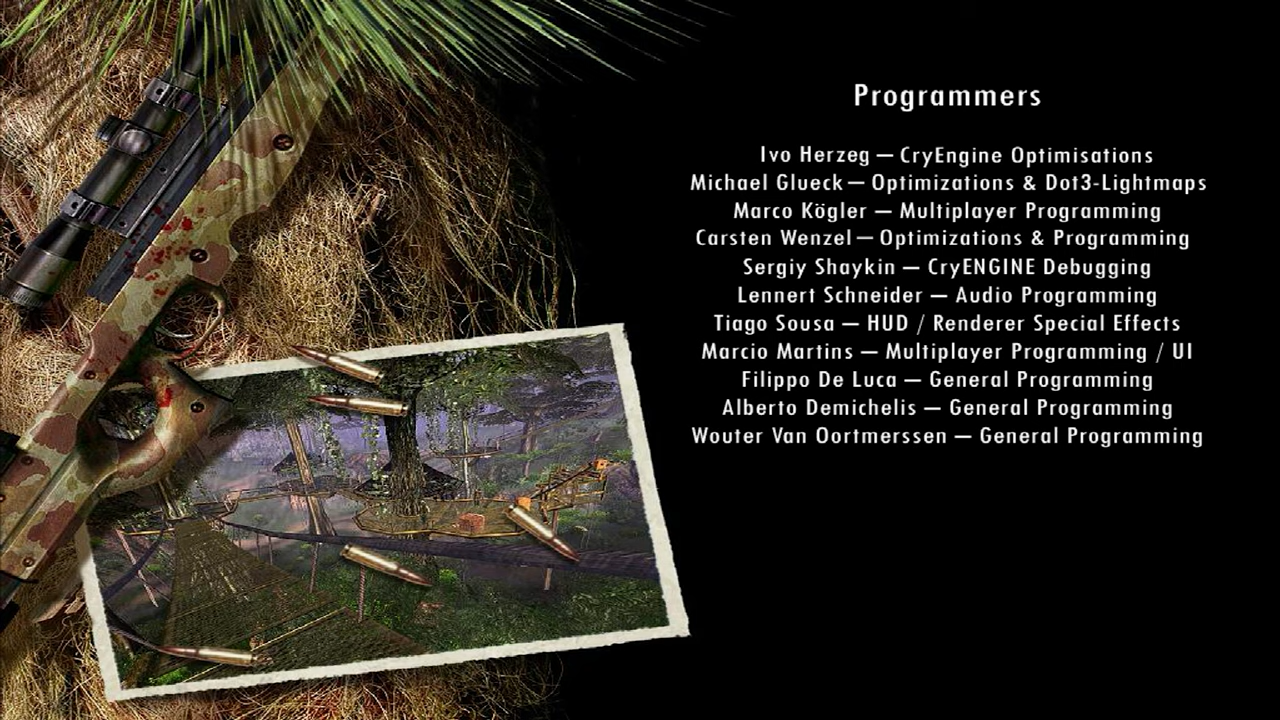 Programmers
Ivo Herzeg — CryEngine Optimisations
Michael Glueck — Optimizations & Dot3-Lightmaps
Marco Kögler — Multiplayer Programming
Carsten Wenzel — Optimizations & Programming
Sergiy Shaykin — CryENGINE Debugging
Lennert Schneider — Audio Programming
Tiago Sousa — HUD / Renderer Special Effects
Marcio Martins — Multiplayer Programming / UI
Filippo De Luca — General Programming
Alberto Demichelis — General Programming
Wouter Van Oortmerssen — General Programming